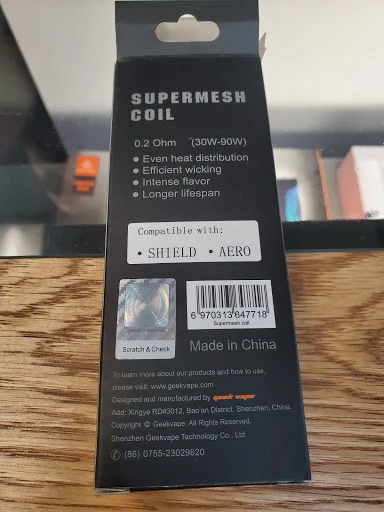 SUPERMESH
COIL
0.2 Ohm (30W-90W)
● Even heat distribution
● Efficient wicking
● Intense flavor
● Longer lifespan
Compatible with:
• SHIELD • AERO
6 970313 647718
Supermesh coil
Scratch & Check
Made in China
To learn more about our products and how to use,
please visit: www.geekvape.com
Designed and manufactured by geek vape
Add: Xingye RD#3012, Bao'an District, Shenzhen, China.
Copyright © Geekvape. All Rights Reserved.
Shenzhen Geekvape Technology Co., Ltd
(86) 0755-23029820